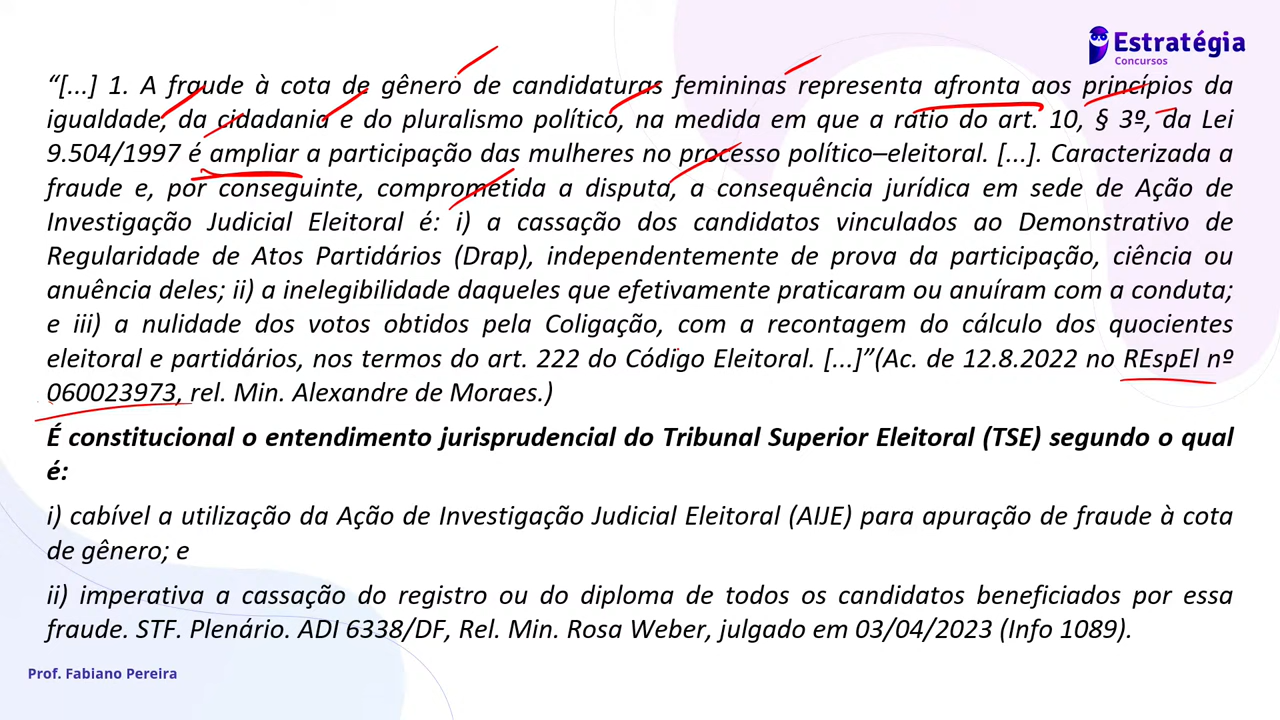 Estratégia
Concursos
“[...] 1. A fraude à cota de gênero de candidaturas femininas representa afronta aos princípios da
igualdade, da cidadania e do pluralismo político, na medida em que a ratio do art. 10, § 3º, da Lei
9.504/1997 é ampliar a participação das mulheres no processo político–eleitoral. [...]. Caracterizada a
fraude e, por conseguinte, comprometida a disputa, a consequência jurídica em sede de Ação de
Investigação Judicial Eleitoral é: i) a cassação dos candidatos vinculados ao Demonstrativo de
Regularidade de Atos Partidários (Drap), independentemente de prova da participação, ciência ou
anuência deles; ii) a inelegibilidade daqueles que efetivamente praticaram ou anuíram com a conduta;
e iii) a nulidade dos votos obtidos pela Coligação, com a recontagem do cálculo dos quocientes
eleitoral e partidários, nos termos do art. 222 do Código Eleitoral. [...]”(Ac. de 12.8.2022 no REspEl nº
060023973, rel. Min. Alexandre de Moraes.)
É constitucional o entendimento jurisprudencial do Tribunal Superior Eleitoral (TSE) segundo o qual
é:
i) cabível a utilização da Ação de Investigação Judicial Eleitoral (AIJE) para apuração de fraude à cota
de gênero; e
ii) imperativa a cassação do registro ou do diploma de todos os candidatos beneficiados por essa
fraude. STF. Plenário. ADI 6338/DF, Rel. Min. Rosa Weber, julgado em 03/04/2023 (Info 1089).
Prof. Fabiano Pereira